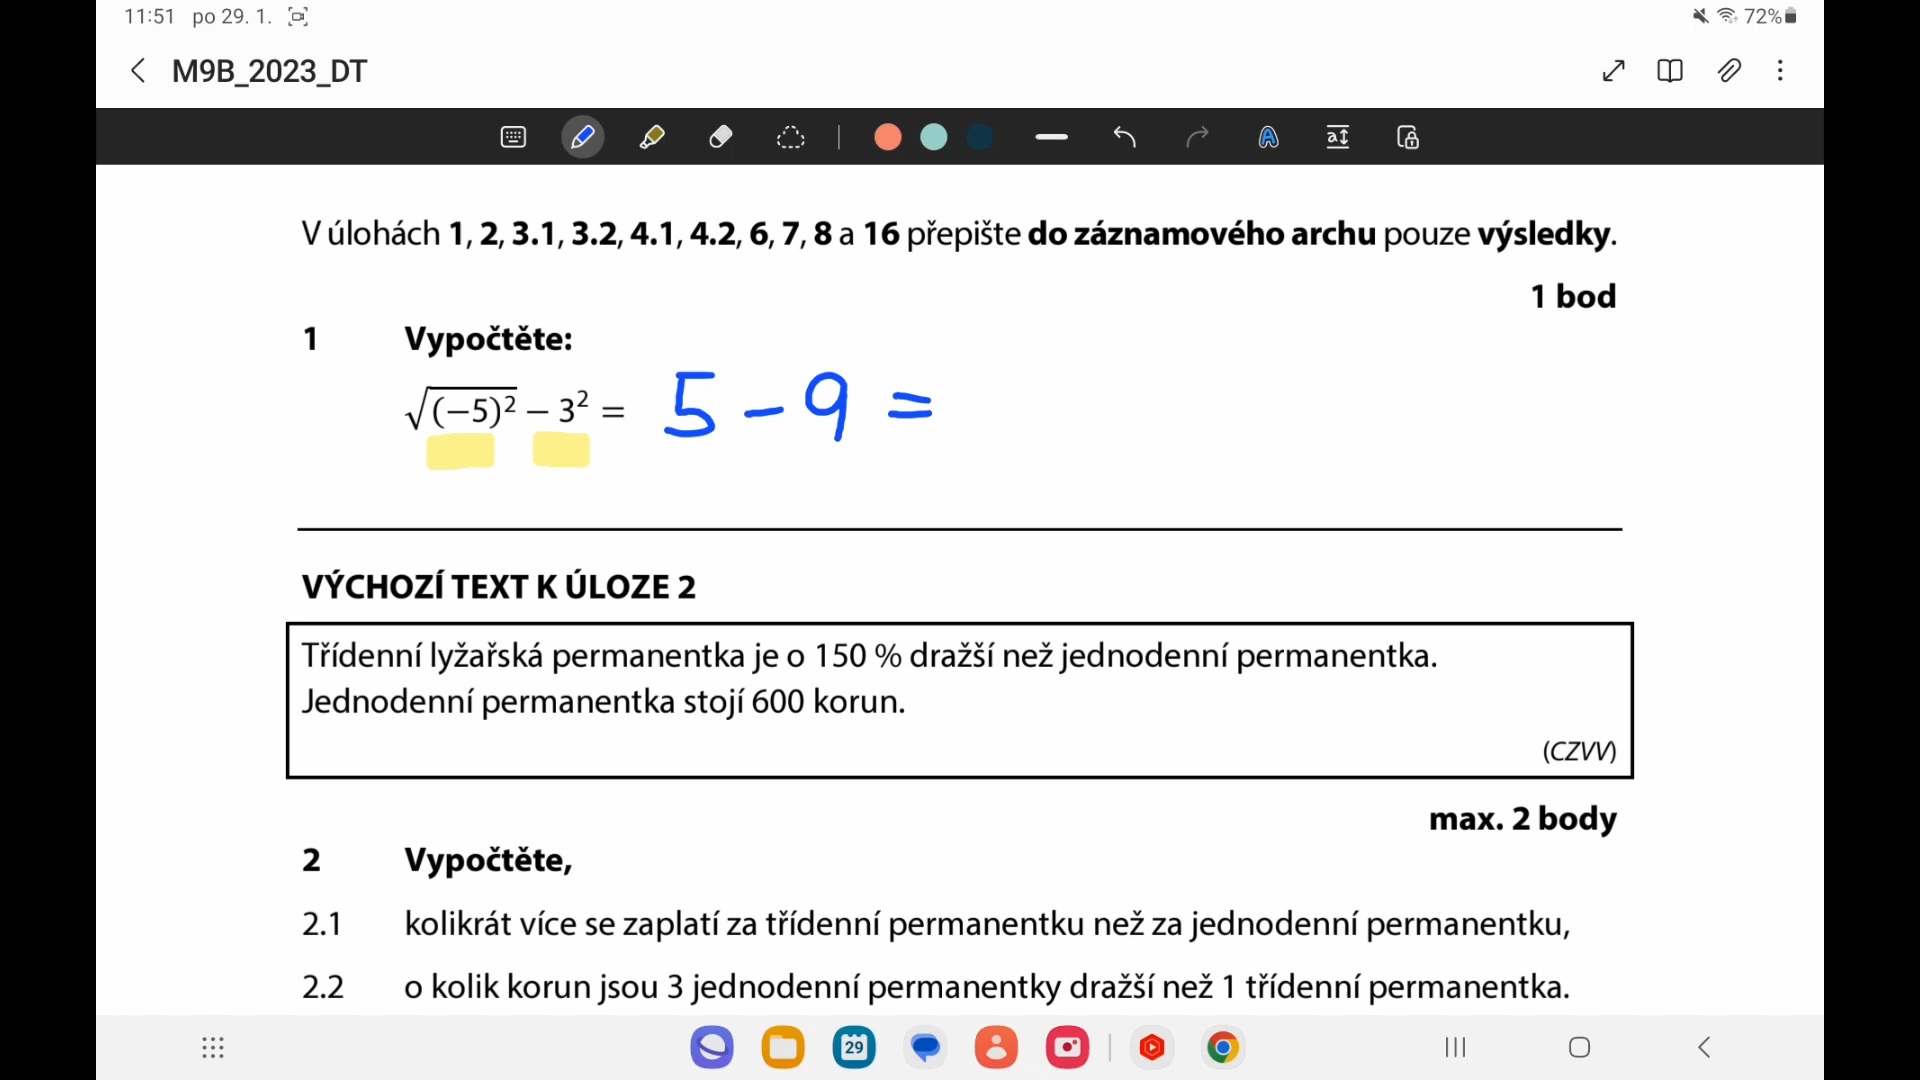 11:51 po 29. 1. 72%
M9B_2023_DT
V úlohách 1, 2, 3.1, 3.2, 4.1, 4.2, 6, 7, 8 a 16 přepište do záznamového archu pouze výsledky.
1 bod
1 Vypočtěte:
√(−5)² − 3² = 5 − 9 =
VÝCHOZÍ TEXT K ÚLOZE 2
Třídenní lyžařská permanentka je o 150 % dražší než jednodenní permanentka.
Jednodenní permanentka stojí 600 korun.
(CZVV)
max. 2 body
2 Vypočtěte,
2.1 kolikrát více se zaplatí za třídenní permanentku než za jednodenní permanentku,
2.2 o kolik korun jsou 3 jednodenní permanentky dražší než 1 třídenní permanentka.
29